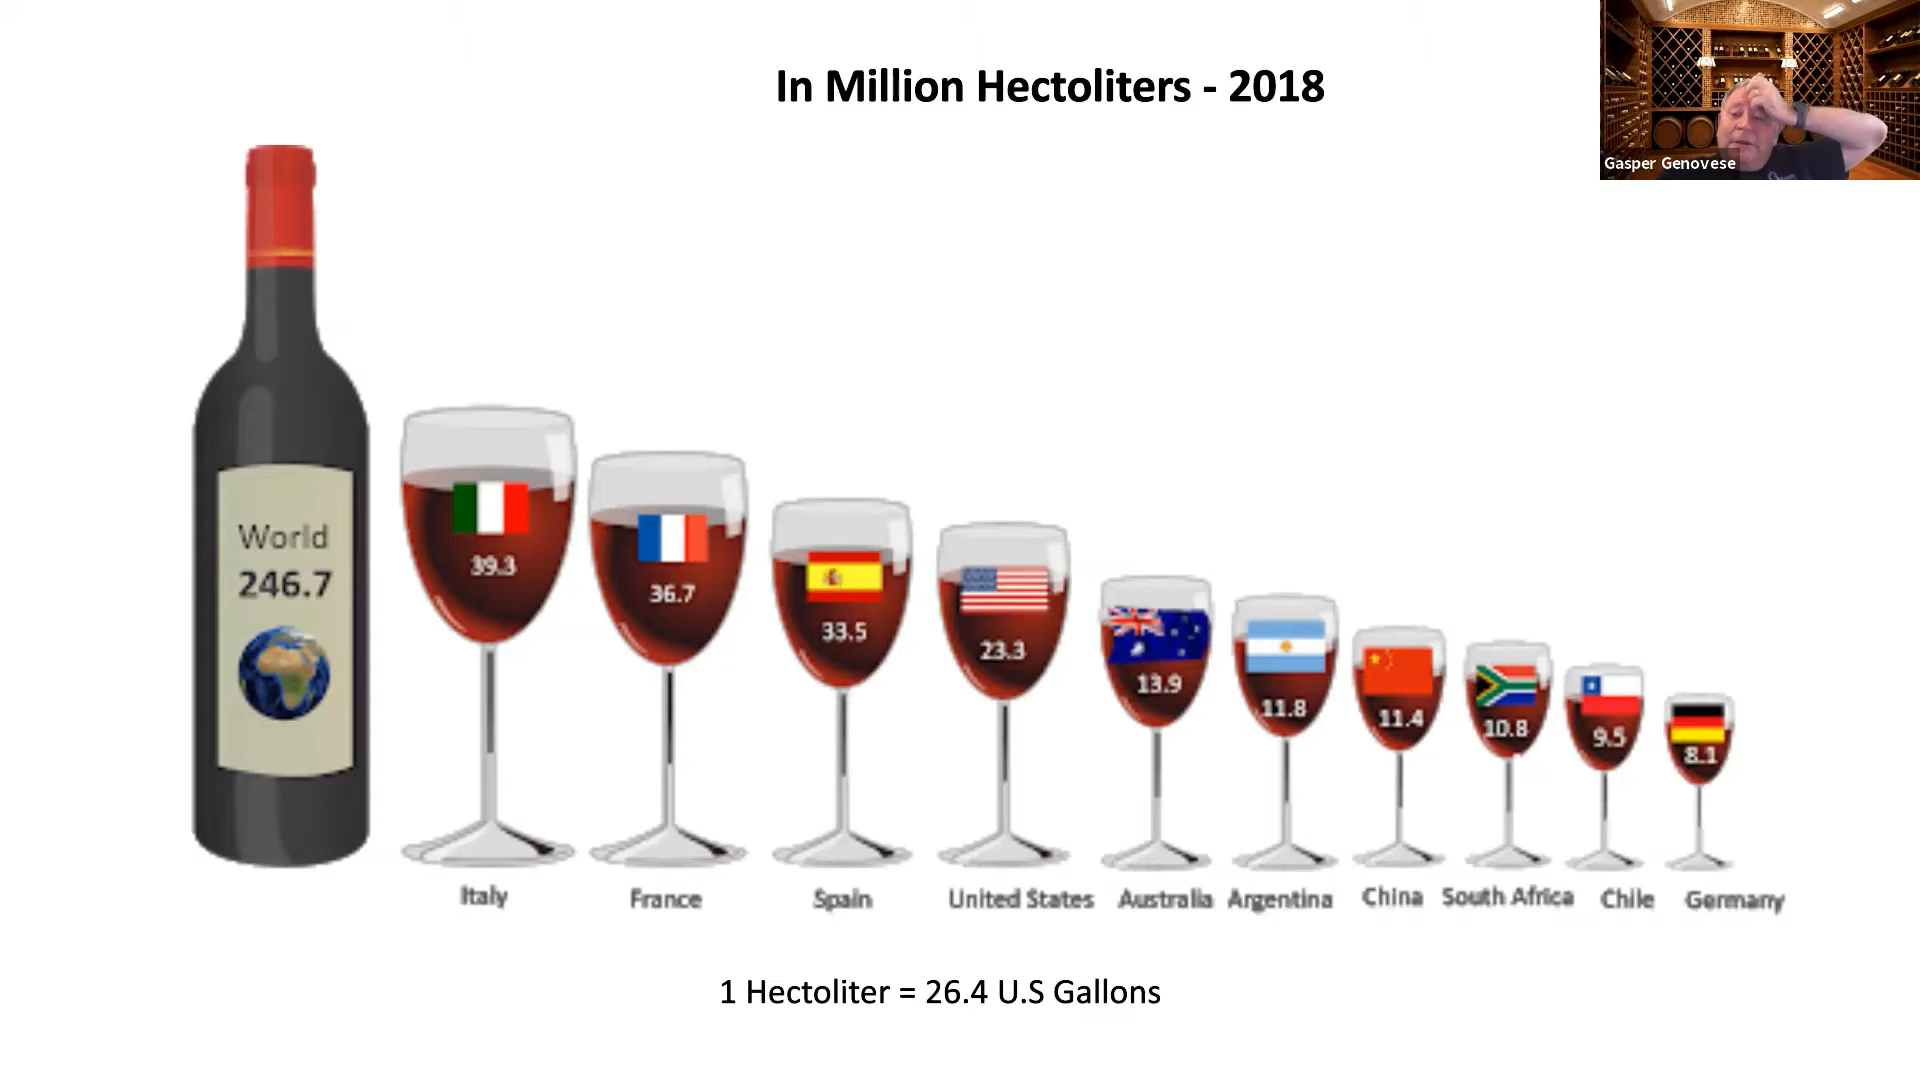 In Million Hectoliters - 2018
Gasper Genovese
World
246.7
39.3
36.7
33.5
23.3
13.9
11.8
11.4
10.8
9.5
8.1
Italy
France
Spain
United States
Australia
Argentina
China
South Africa
Chile
Germany
1 Hectoliter = 26.4 U.S Gallons